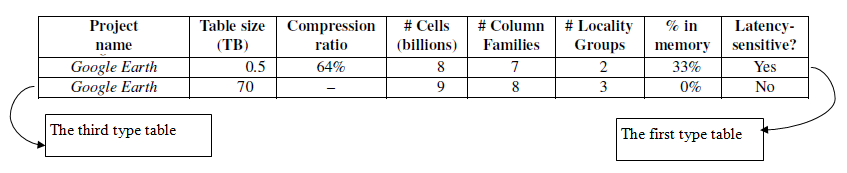 Project name Table size (TB) Compression ratio # Cells (billions) # Column Families # Locality Groups % in memory Latency-sensitive?
Google Earth 0.5 64% 8 7 2 33% Yes
Google Earth 70 – 9 8 3 0% No
The third type table
The first type table